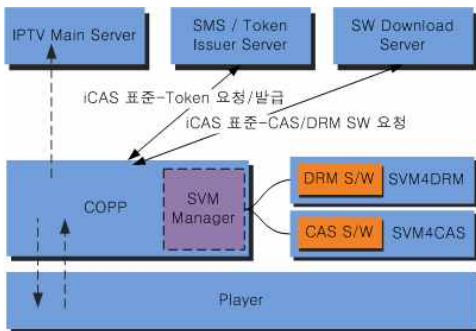 IPTV Main Server
SMS / Token
Issuer Server
SW Download
Server
iCAS 표준-Token 요청/발급
iCAS 표준-CAS/DRM SW 요청
COPP
SVM
Manager
DRM S/W
SVM4DRM
CAS S/W
SVM4CAS
Player